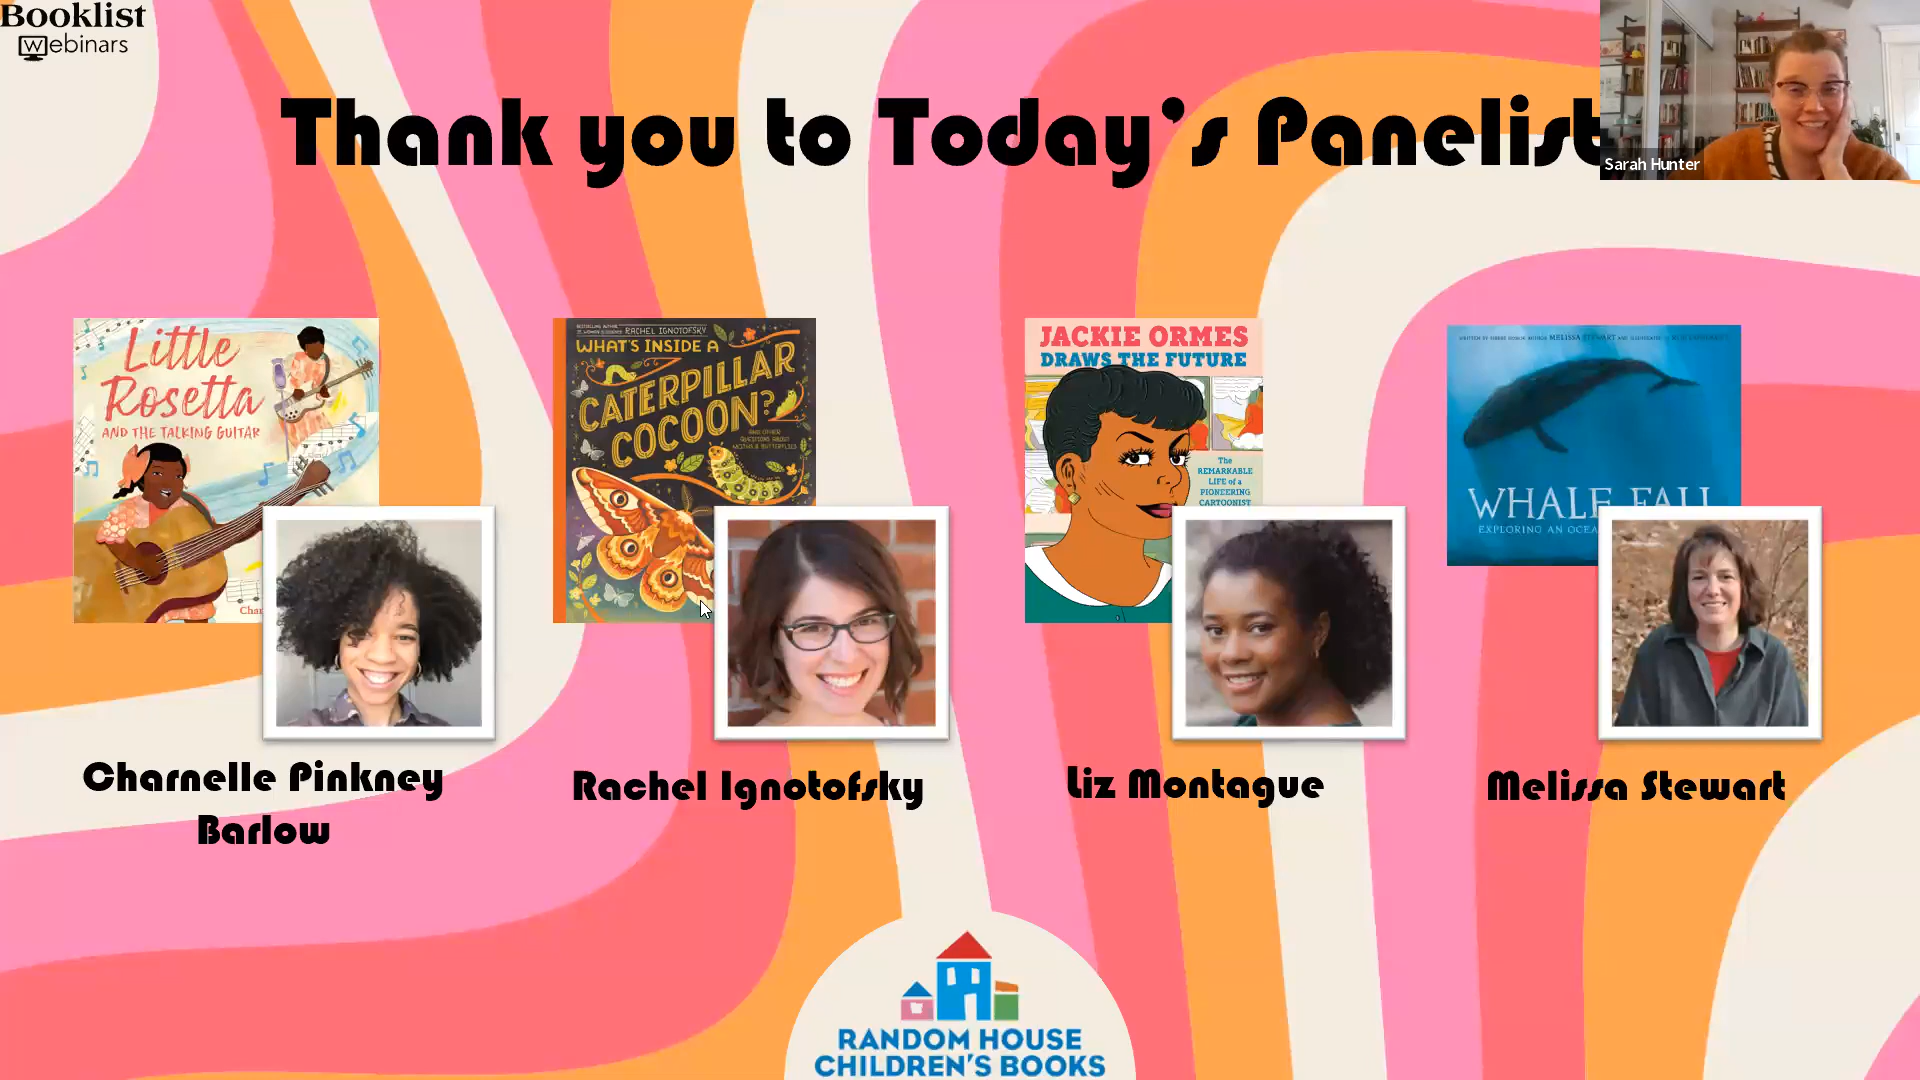 Booklist
Webinars
Thank you to Today's Panelist
Sarah Hunter
Little
Rosetta
AND THE TALKING GUITAR
Char
BESTSELLING AUTHOR
RACHEL IGNOTOFSKY
WHAT'S INSIDE A
CATERPILLAR
COCOON?
AND OTHER
QUESTIONS ABOUT
MOTHS & BUTTERFLIES
JACKIE ORMES
DRAWS THE FUTURE
The
REMARKABLE
LIFE of a
PIONEERING
CARTOONIST
MELISSA STEWART
WHALE FALL
EXPLORING AN OCEA
Charnelle Pinkney
Barlow
Rachel Ignotofsky
Liz Montague
Melissa Stewart
RANDOM HOUSE
CHILDREN'S BOOKS